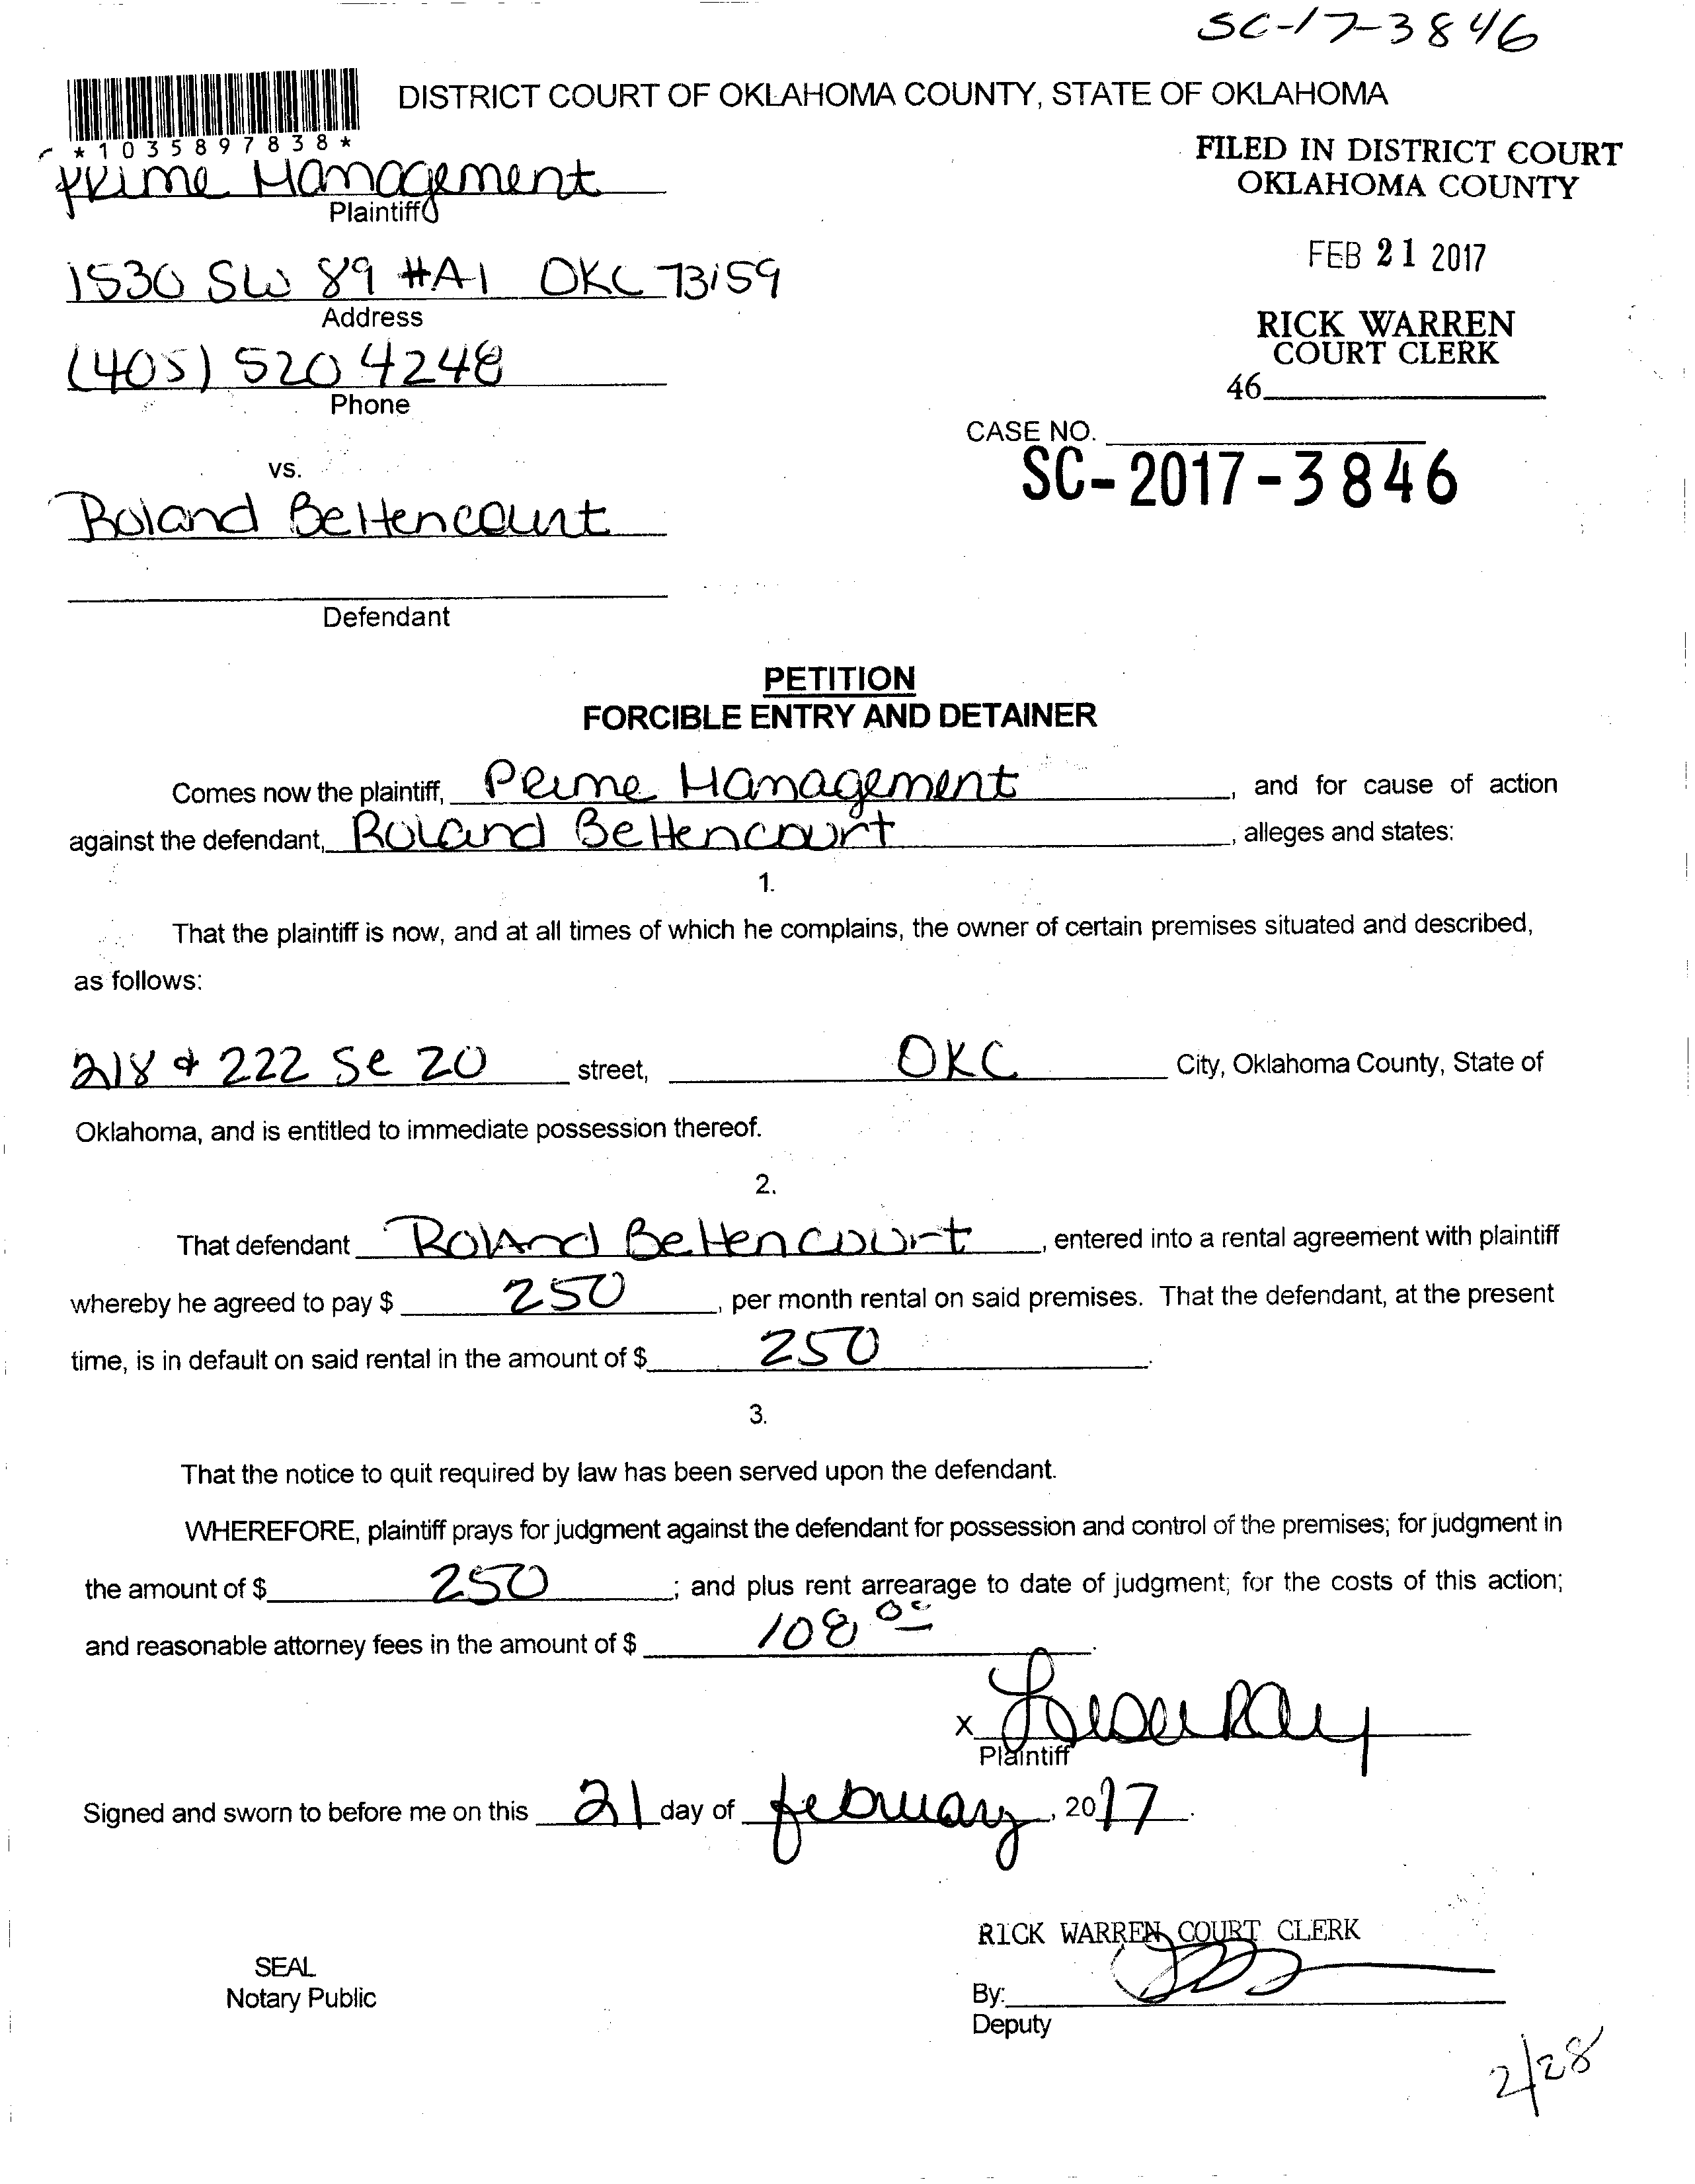 SC-17-3846
DISTRICT COURT OF OKLAHOMA COUNTY, STATE OF OKLAHOMA
*1035897838*
FILED IN DISTRICT COURT
OKLAHOMA COUNTY
Prime Management
Plaintiff
FEB 21 2017
1530 SW 89 #A1 OKC 73159
Address
RICK WARREN
COURT CLERK
(405) 520 4248
Phone
46
CASE NO.
SC-2017-3846
vs.
Roland Bettencourt
Defendant
PETITION
FORCIBLE ENTRY AND DETAINER
Comes now the plaintiff, Prime Management, and for cause of action
against the defendant, Roland Bettencourt, alleges and states:
1.
That the plaintiff is now, and at all times of which he complains, the owner of certain premises situated and described,
as follows:
218 & 222 SE 20 street, OKC City, Oklahoma County, State of
Oklahoma, and is entitled to immediate possession thereof.
2.
That defendant Roland Bettencourt, entered into a rental agreement with plaintiff
whereby he agreed to pay $ 250, per month rental on said premises. That the defendant, at the present
time, is in default on said rental in the amount of $ 250.
3.
That the notice to quit required by law has been served upon the defendant.
WHEREFORE, plaintiff prays for judgment against the defendant for possession and control of the premises; for judgment in
the amount of $ 250; and plus rent arrearage to date of judgment; for the costs of this action;
and reasonable attorney fees in the amount of $ 108 00.
X
Plaintiff
Signed and sworn to before me on this 21 day of february, 2017.
RICK WARREN COURT CLERK
SEAL
Notary Public
By:
Deputy
2/28